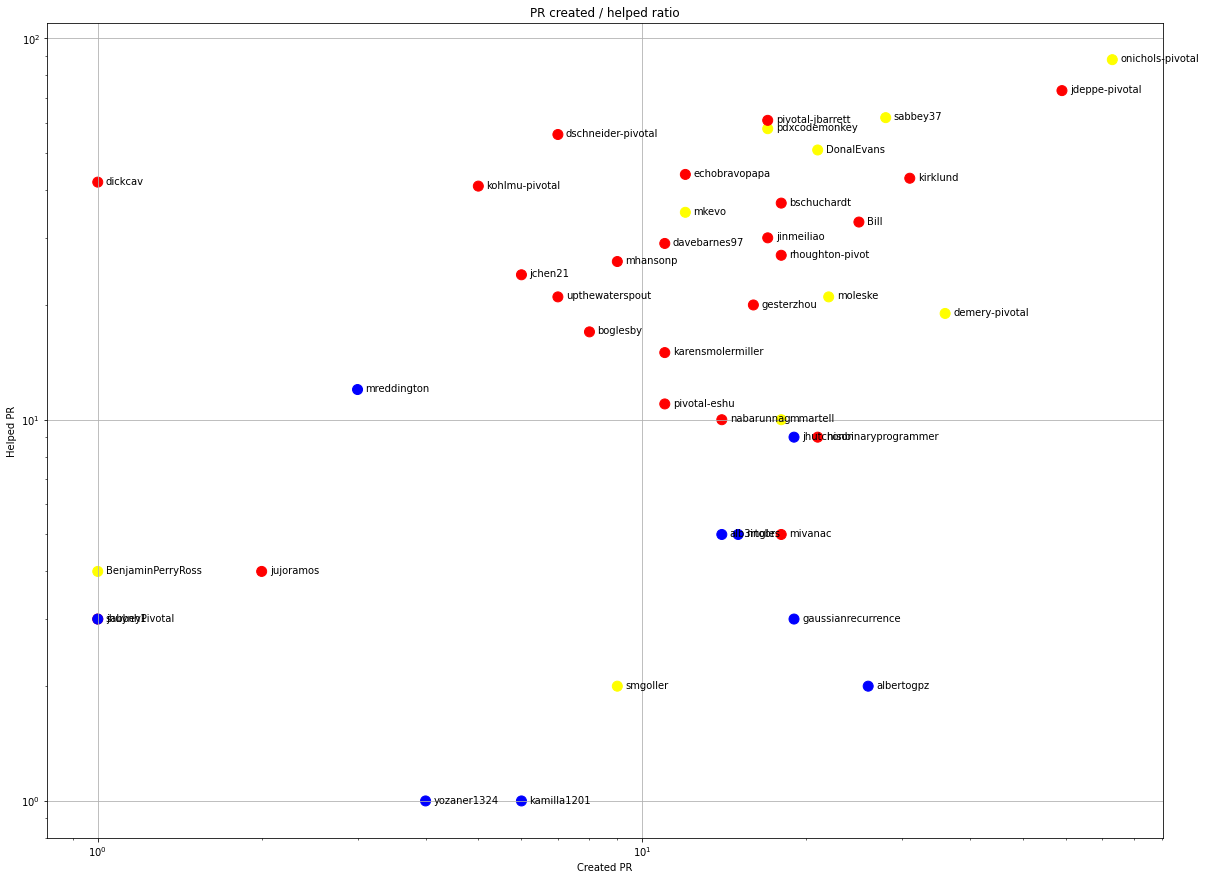 PR created / helped ratio
10²
onichols-pivotal
jdeppe-pivotal
sabbey37
pivotal-jbarrett
pdxcodemonkey
dschneider-pivotal
DonalEvans
echobravopapa
kirklund
dickcav
kohlmu-pivotal
bschuchardt
mkevo
Bill
jinmeiliao
davebarnes97
rhoughton-pivot
mhansonp
jchen21
upthewaterspout
moleske
gesterzhou
demery-pivotal
boglesby
karensmolermiller
mreddington
pivotal-eshu
10¹
nabarunnag
mmartell
jhutchison
nonbinaryprogrammer
mivanac
BenjaminPerryRoss
jujoramos
gaussianrecurrence
smgoller
albertogpz
10⁰
yozaner1324
kamilla1201
10⁰
10¹
Created PR
Helped PR